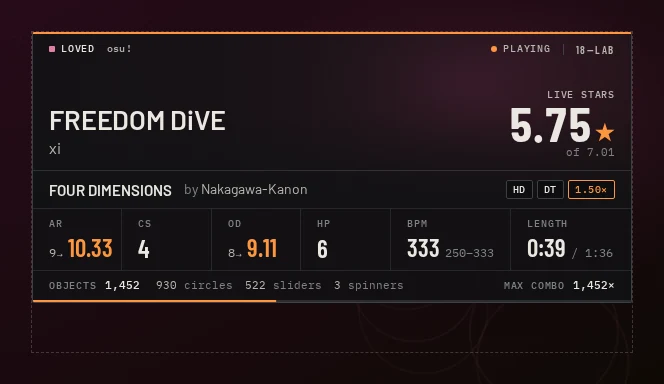 LOVED osu! PLAYING 18—LAB
LIVE STARS
FREEDOM DiVE 5.75★
xi of 7.01
FOUR DIMENSIONS by Nakagawa-Kanon HD DT 1.50×
AR CS OD HP BPM LENGTH
9→ 10.33 4 8→ 9.11 6 333 250—333 0:39 / 1:36
OBJECTS 1,452 930 circles 522 sliders 3 spinners MAX COMBO 1,452×